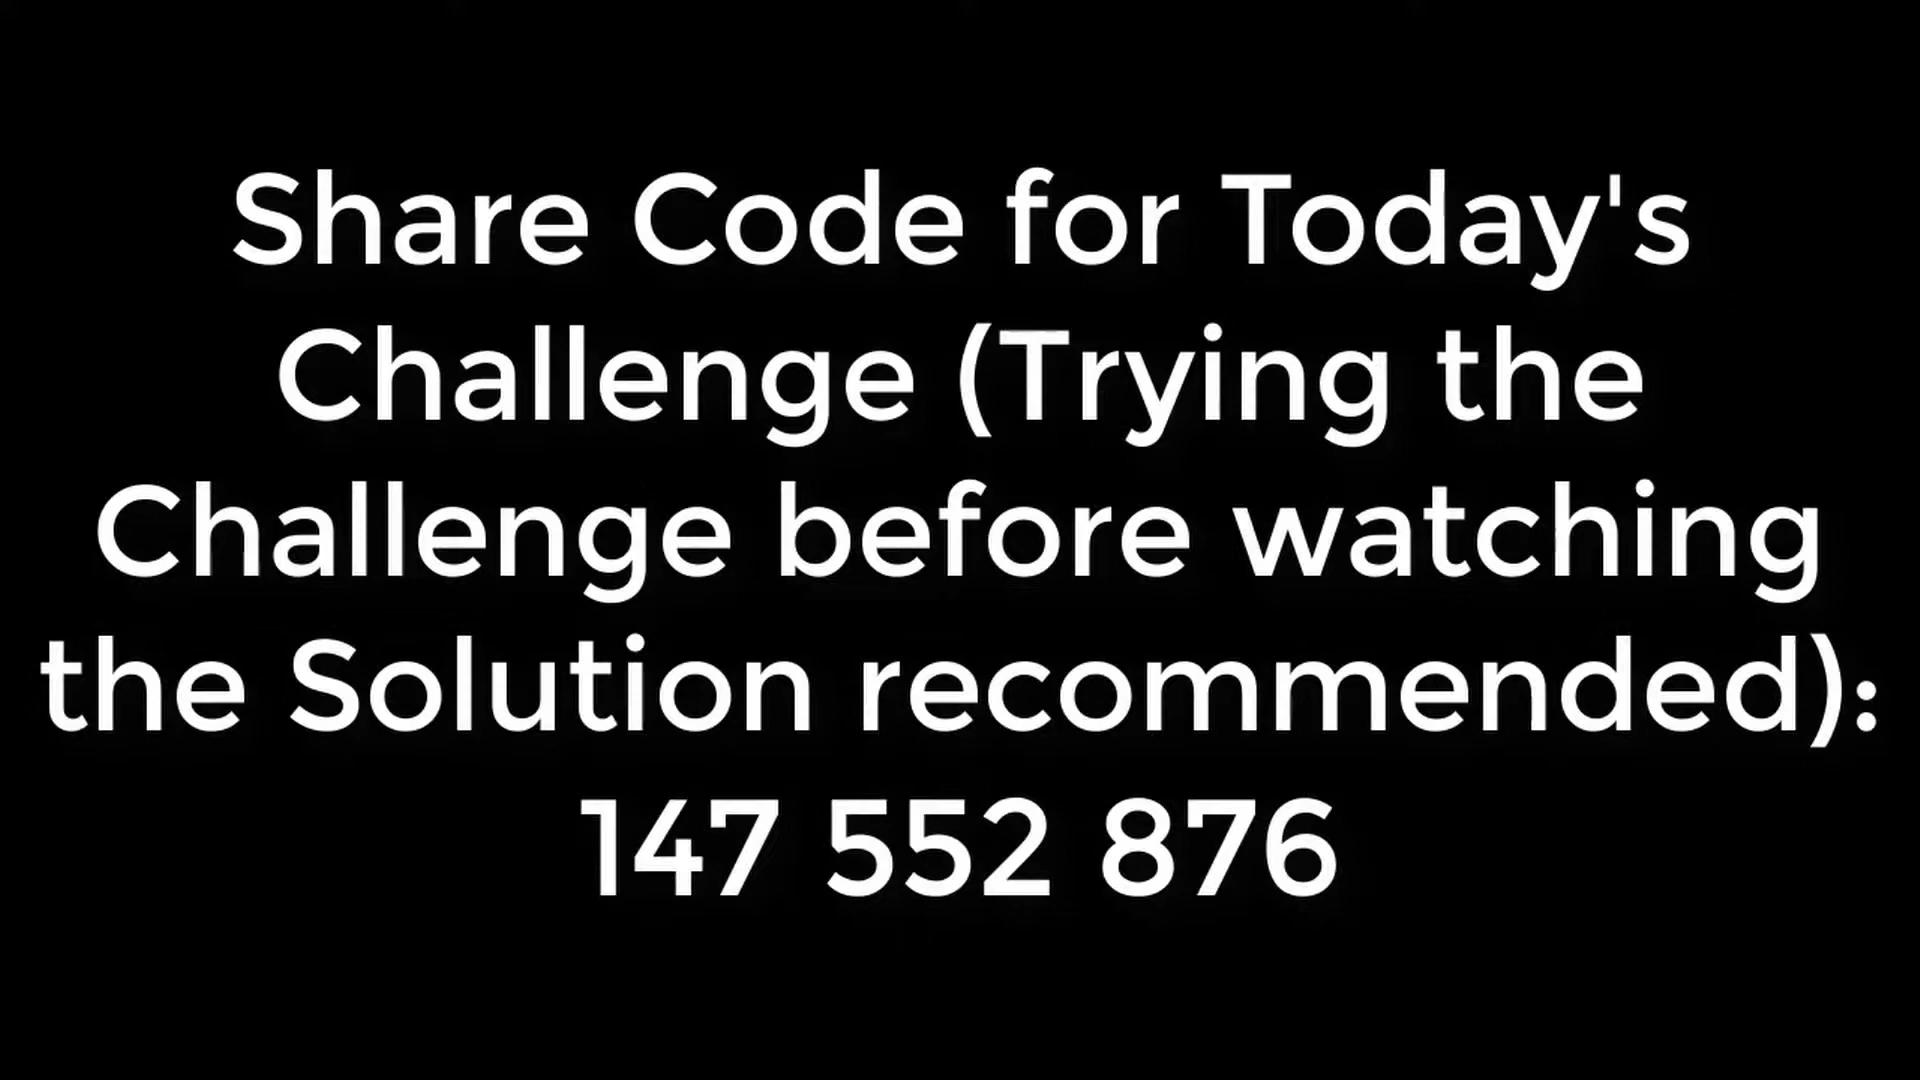 Share Code for Today's
Challenge (Trying the
Challenge before watching
the Solution recommended):
147 552 876